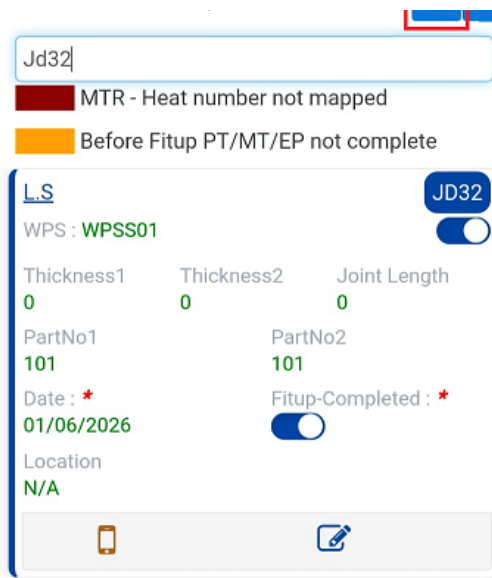 Jd32
MTR - Heat number not mapped
Before Fitup PT/MT/EP not complete
L.S JD32
WPS : WPSS01
Thickness1 Thickness2 Joint Length
0 0 0
PartNo1 PartNo2
101 101
Date : * Fitup-Completed : *
01/06/2026
Location
N/A